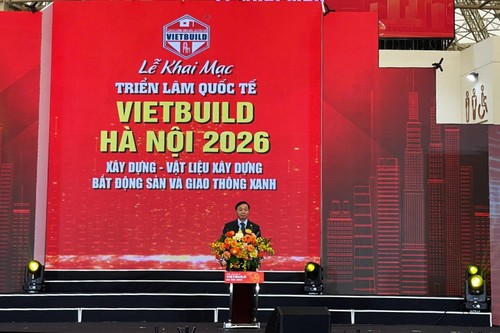 VIETBUILD
Lễ Khai Mạc
TRIỂN LÃM QUỐC TẾ
VIETBUILD
HÀ NỘI 2026
XÂY DỰNG - VẬT LIỆU XÂY DỰNG
BẤT ĐỘNG SẢN VÀ GIAO THÔNG XANH
VIETBUILD